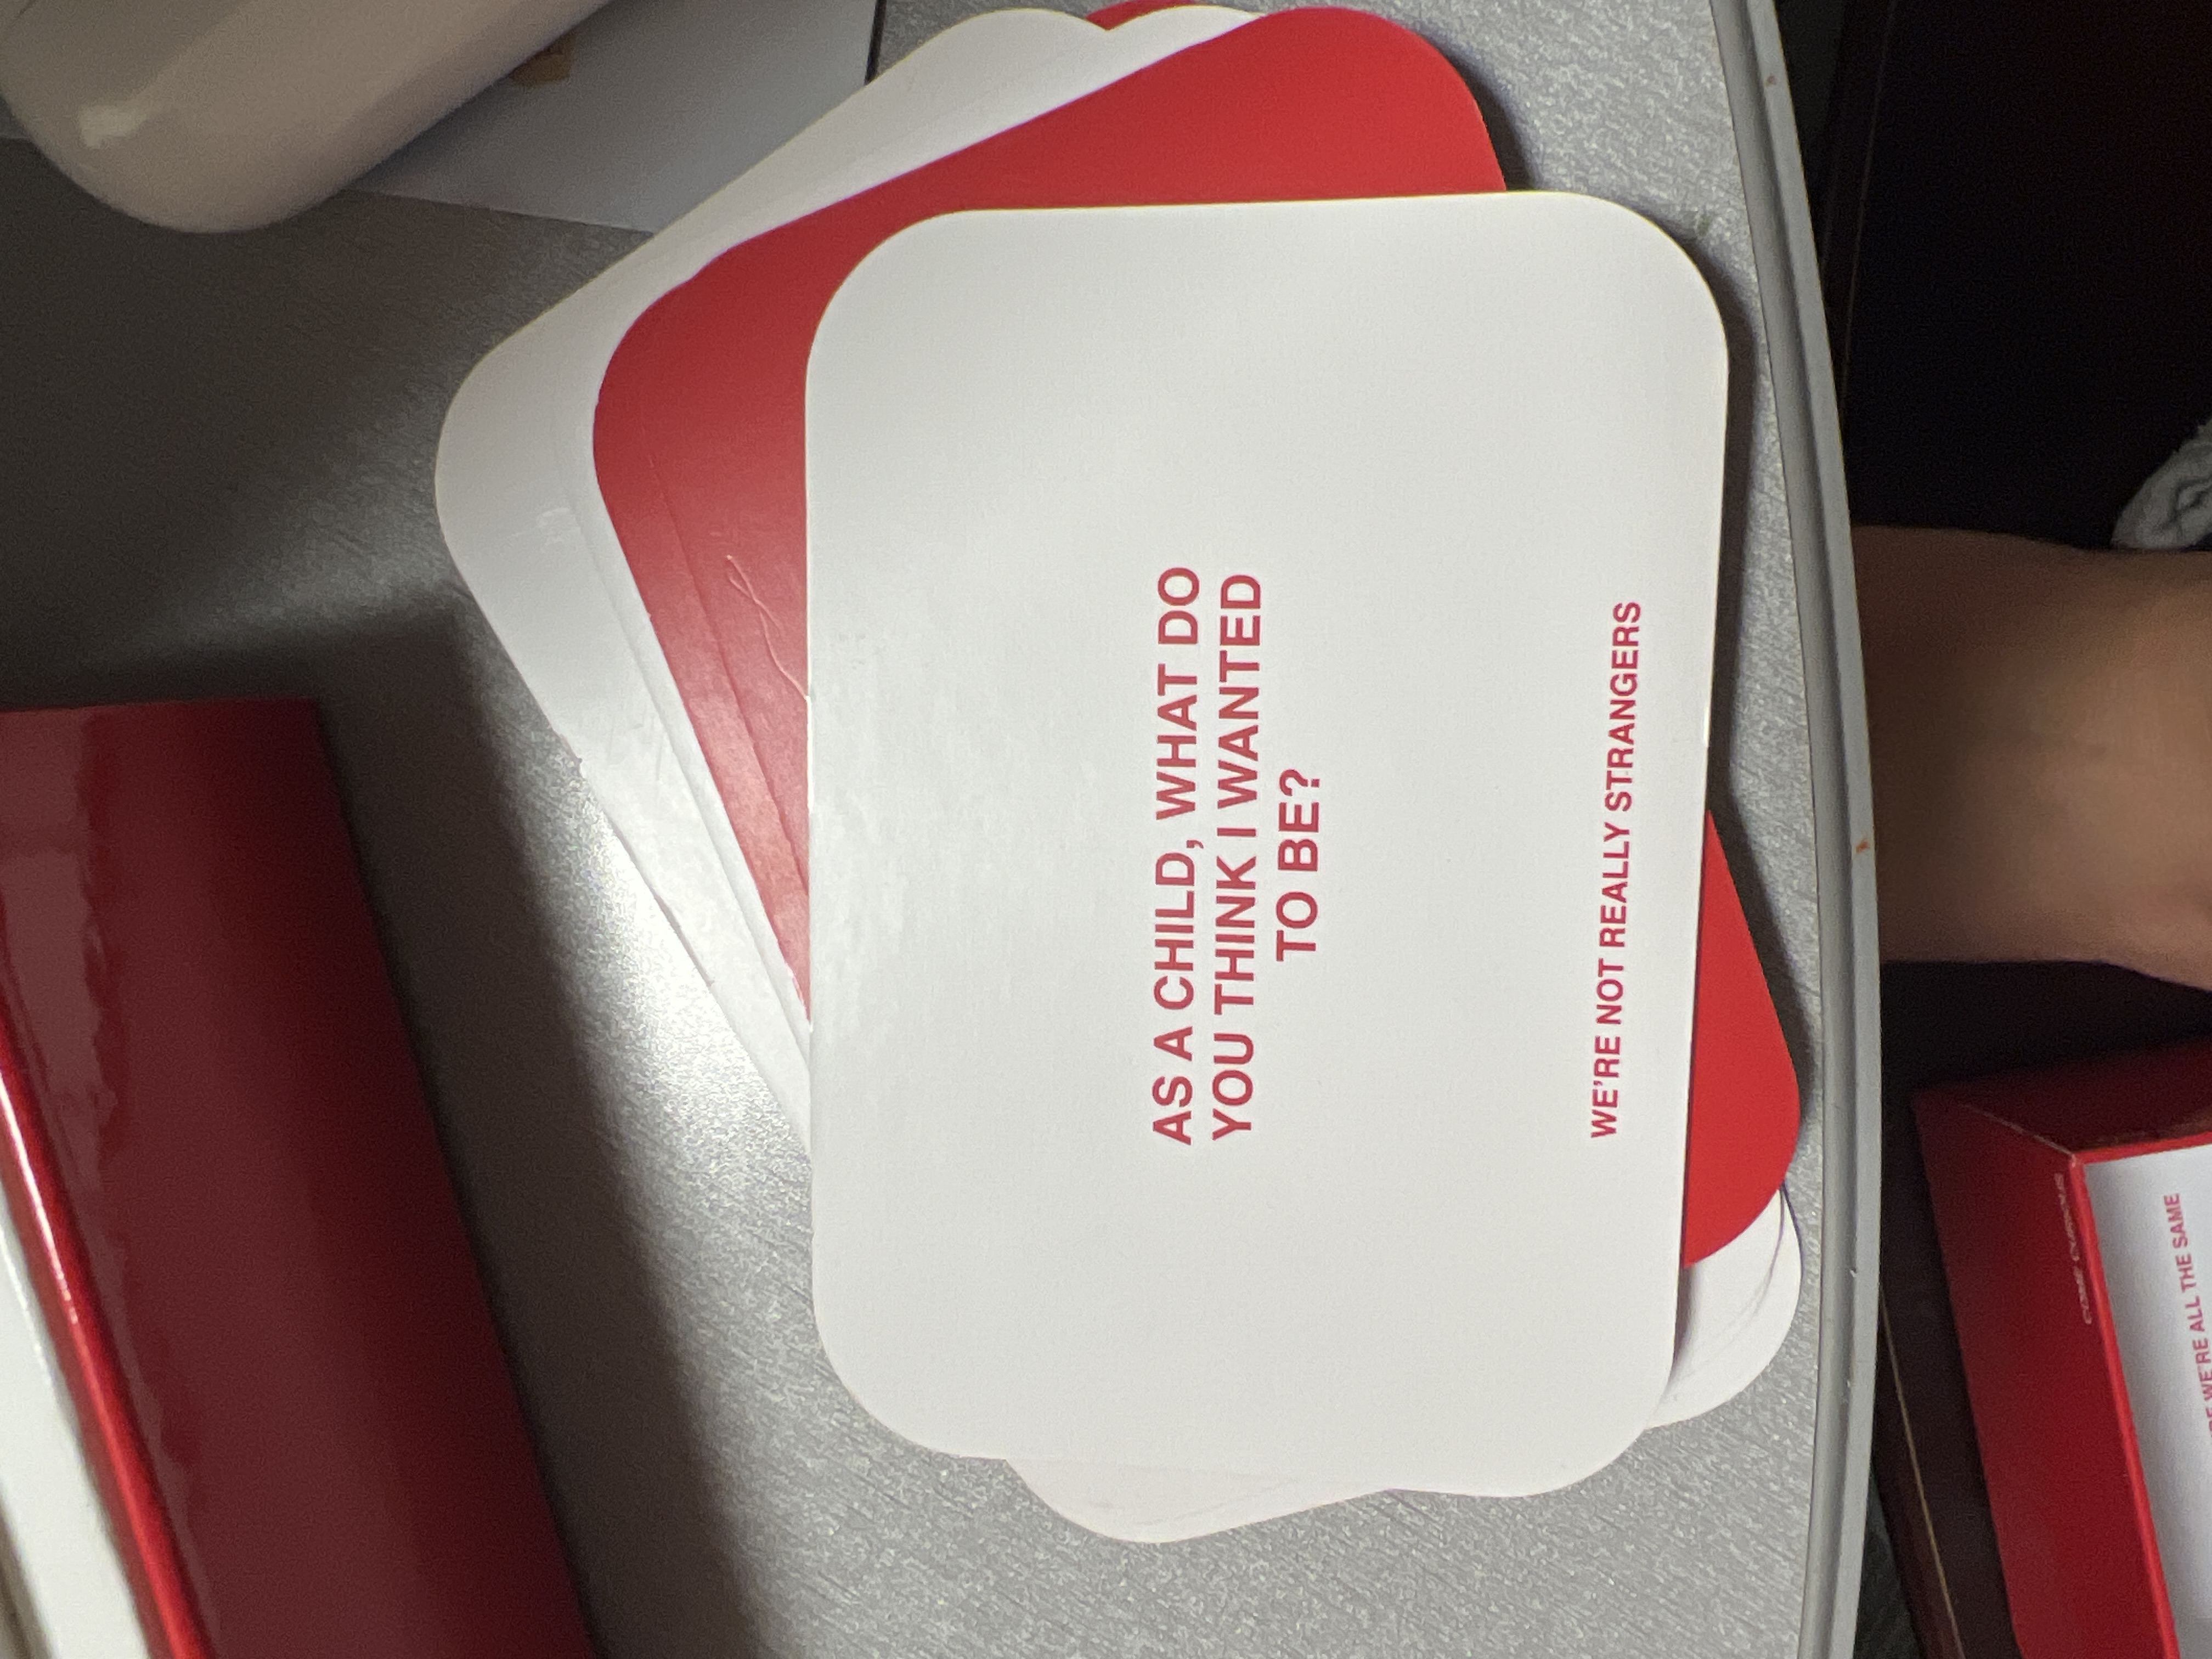 AS A CHILD, WHAT DO
YOU THINK I WANTED
TO BE?
WE'RE NOT REALLY STRANGERS
WE'RE ALL THE SAME